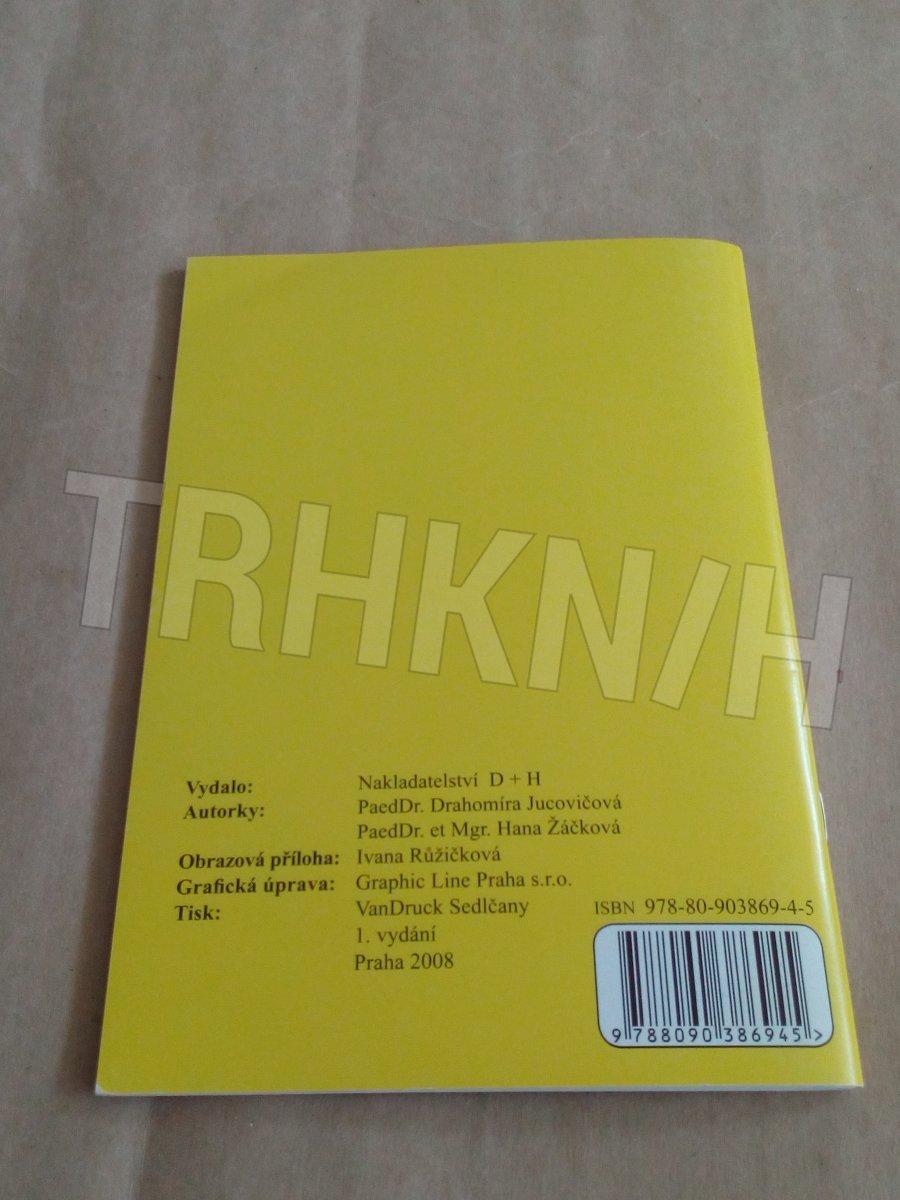 TRHKN/H
Vydalo: Nakladatelství D + H
Autorky: PaedDr. Drahomíra Jucovičová
PaedDr. et Mgr. Hana Žáčková
Obrazová příloha: Ivana Růžičková
Grafická úprava: Graphic Line Praha s.r.o.
Tisk: VanDruck Sedlčany
ISBN 978-80-903869-4-5
1. vydání
Praha 2008
9 788090 386945 >